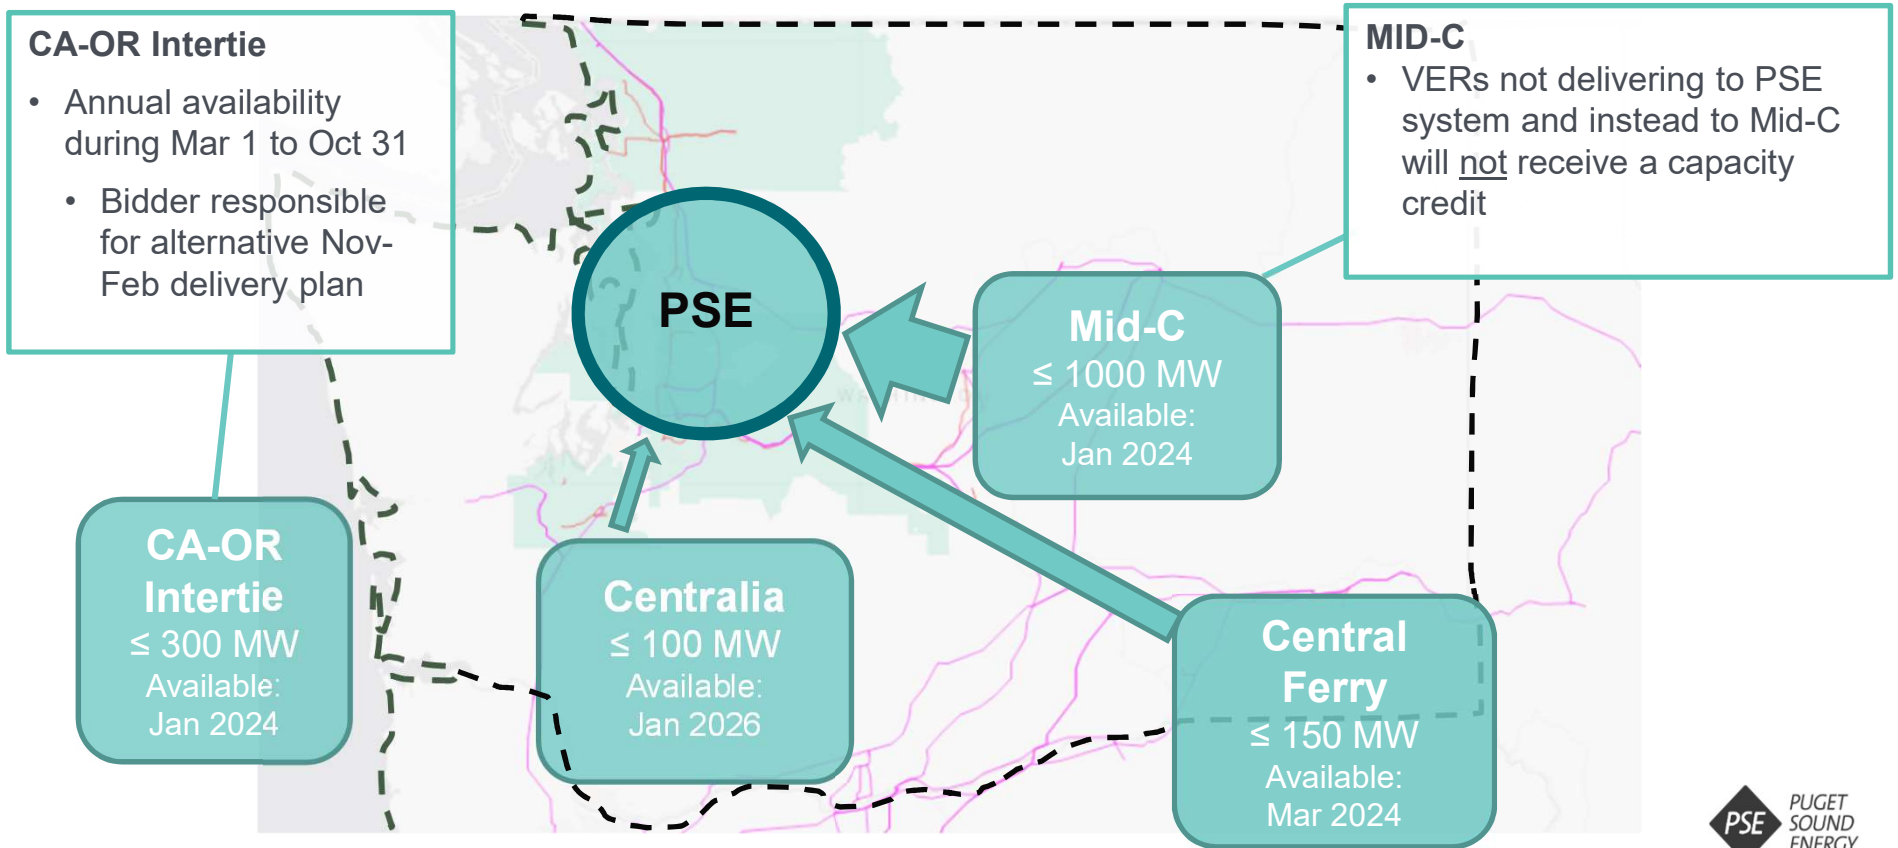 CA-OR Intertie
• Annual availability
during Mar 1 to Oct 31
• Bidder responsible
for alternative Nov-
Feb delivery plan
MID-C
• VERs not delivering to PSE
system and instead to Mid-C
will not receive a capacity
credit
PSE
Mid-C
≤ 1000 MW
Available:
Jan 2024
CA-OR
Intertie
≤ 300 MW
Available:
Jan 2024
Centralia
≤ 100 MW
Available:
Jan 2026
Central
Ferry
≤ 150 MW
Available:
Mar 2024
PSE
PUGET
SOUND
ENERGY